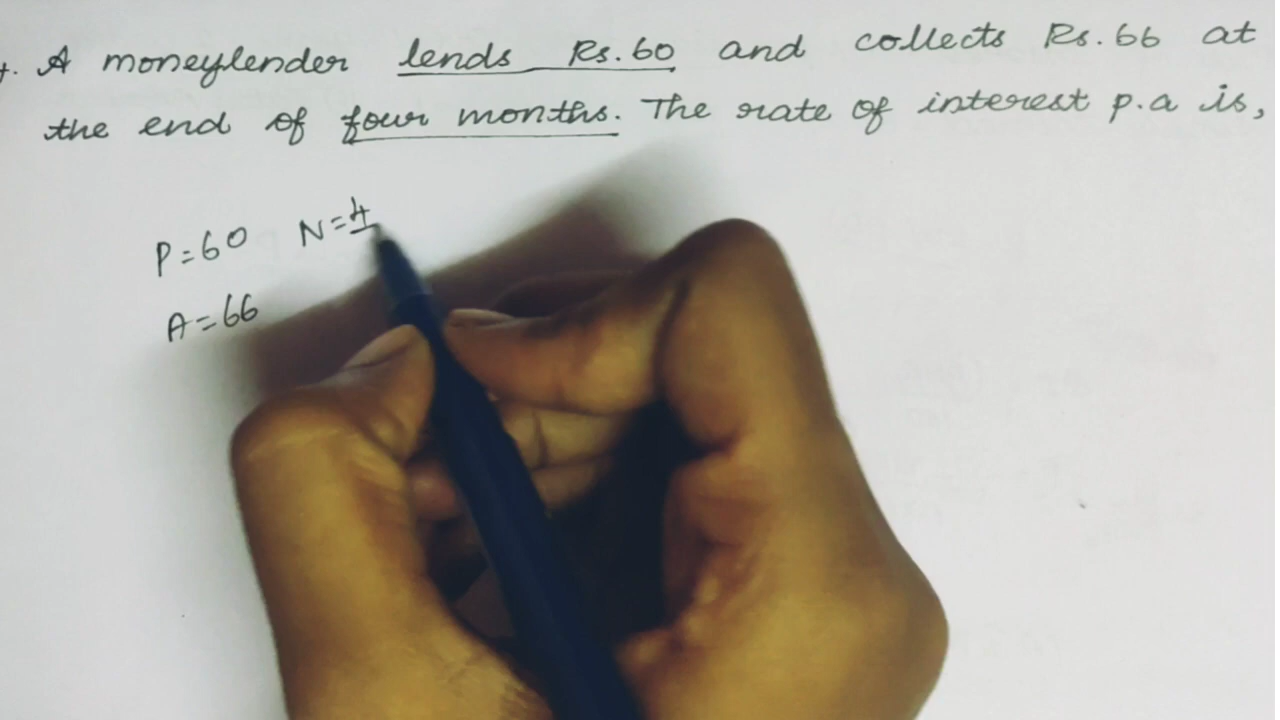 A moneylender lends Rs.60 and collects Rs.66 at
the end of four months. The rate of interest p.a is,
P=60 N=4
A=66